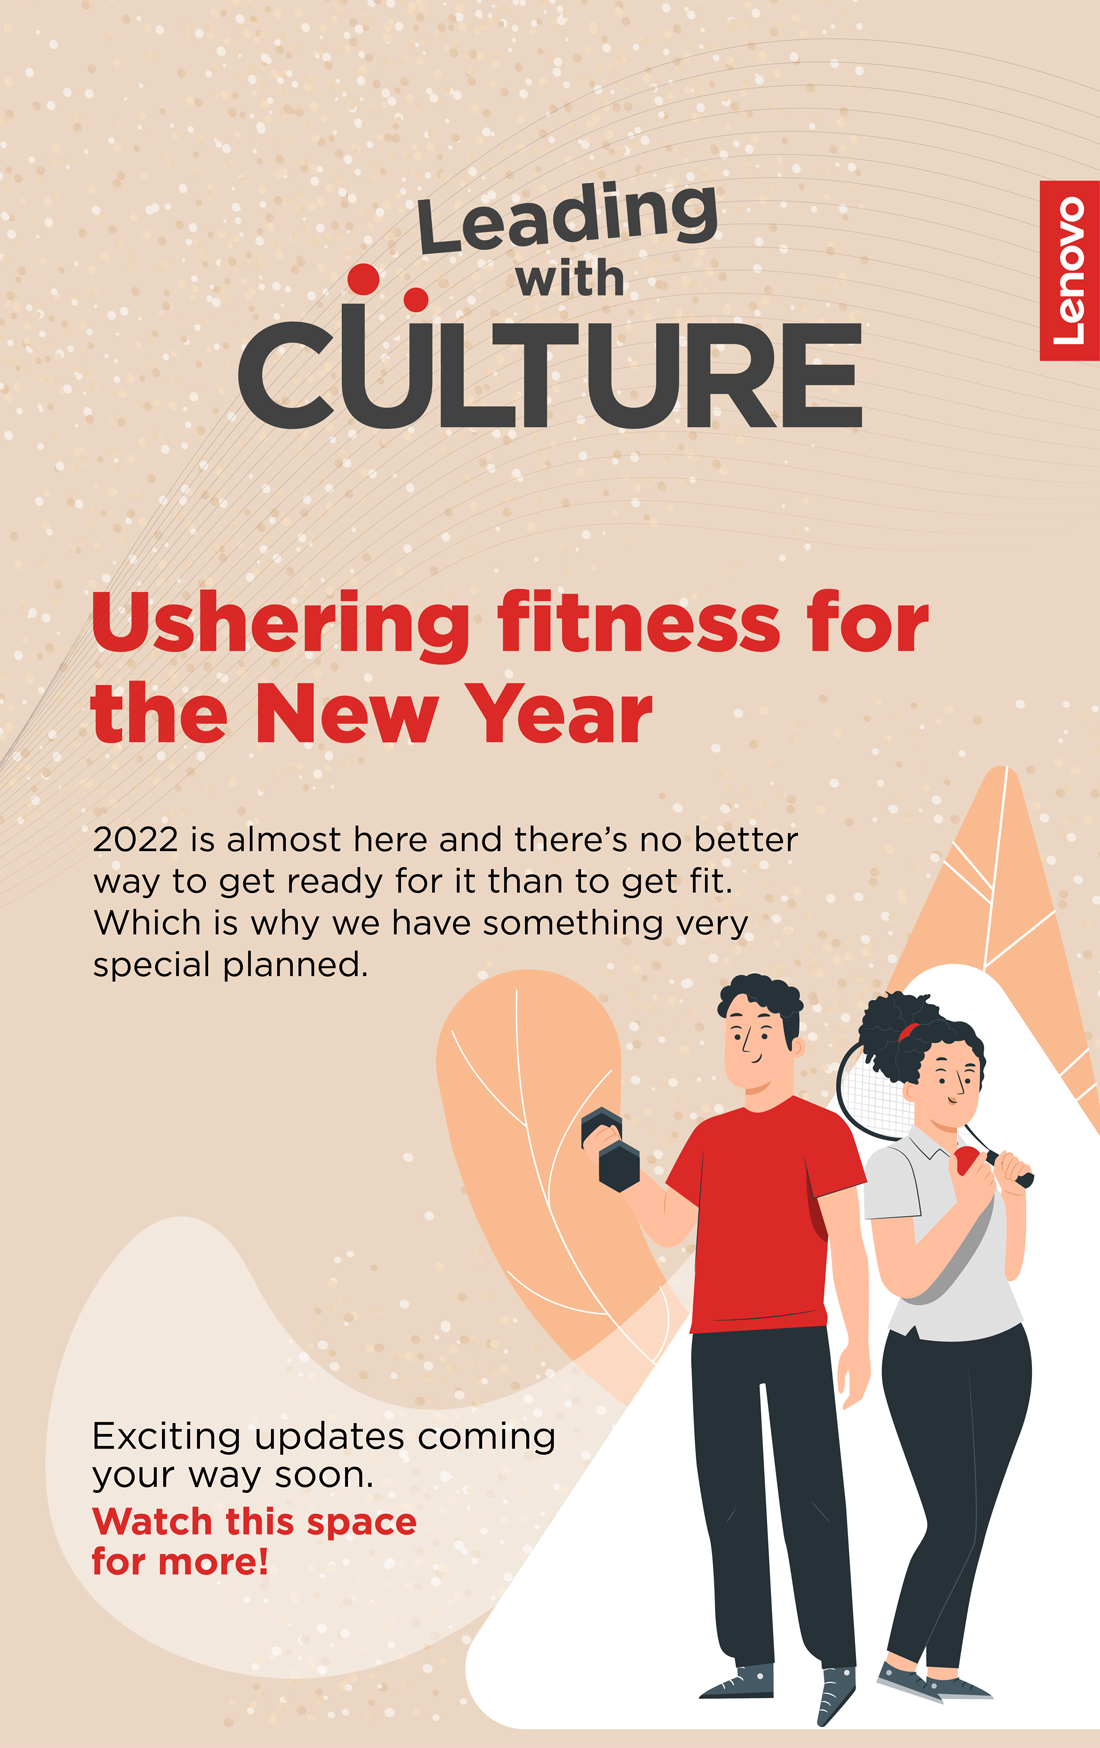 Leading
with
CÜLTURE
Lenovo
Ushering fitness for
the New Year
2022 is almost here and there’s no better
way to get ready for it than to get fit.
Which is why we have something very
special planned.
Exciting updates coming
your way soon.
Watch this space
for more!